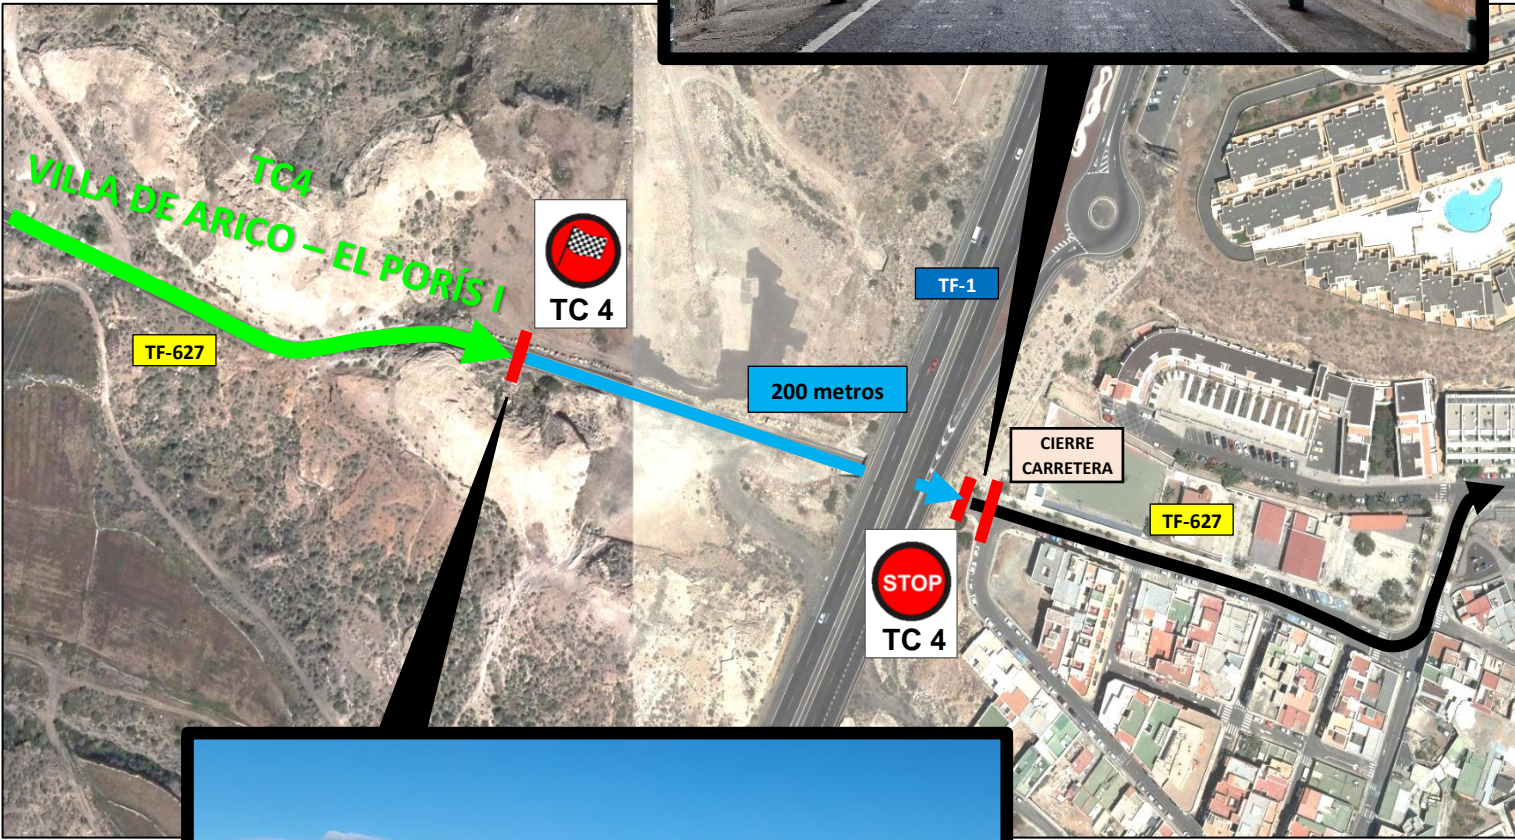 TC4
VILLA DE ARICO – EL PORÍS I
TC 4
TF-1
TF-627
200 metros
CIERRE
CARRETERA
TF-627
STOP
TC 4